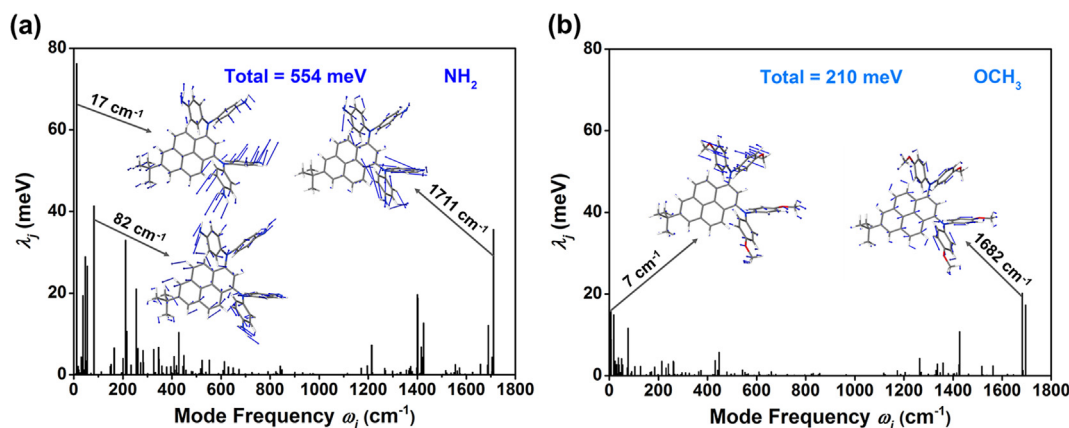 (a)
Total = 554 meV
NH₂
17 cm⁻¹
82 cm⁻¹
1711 cm⁻¹
λⱼ (meV)
80
60
40
20
0
0 200 400 600 800 1000 1200 1400 1600 1800
Mode Frequency ωⱼ (cm⁻¹)
(b)
Total = 210 meV
OCH₃
7 cm⁻¹
1682 cm⁻¹
λⱼ (meV)
80
60
40
20
0
0 200 400 600 800 1000 1200 1400 1600 1800
Mode Frequency ωⱼ (cm⁻¹)